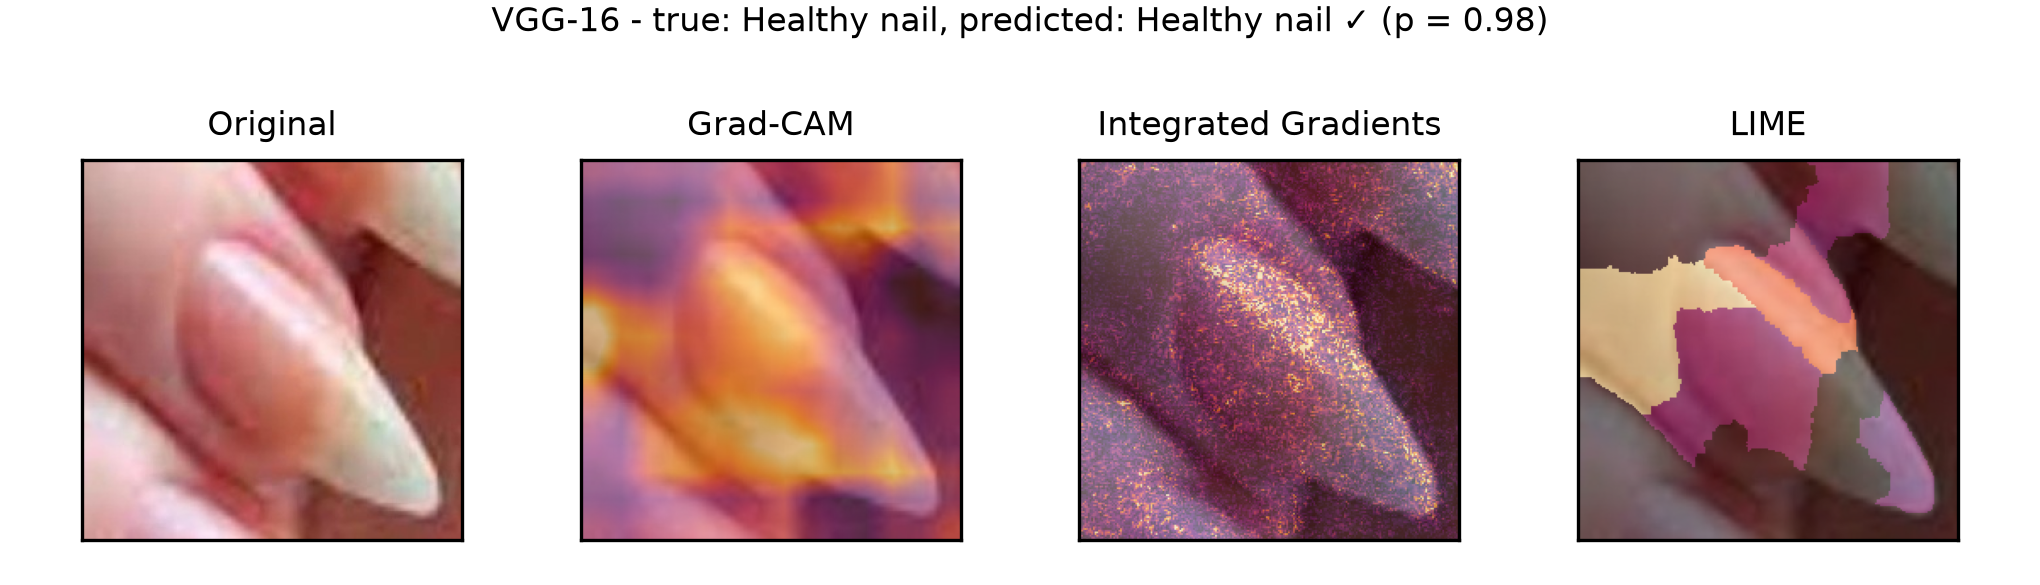 VGG-16 - true: Healthy nail, predicted: Healthy nail ✓ (p = 0.98)
Original
Grad-CAM
Integrated Gradients
LIME